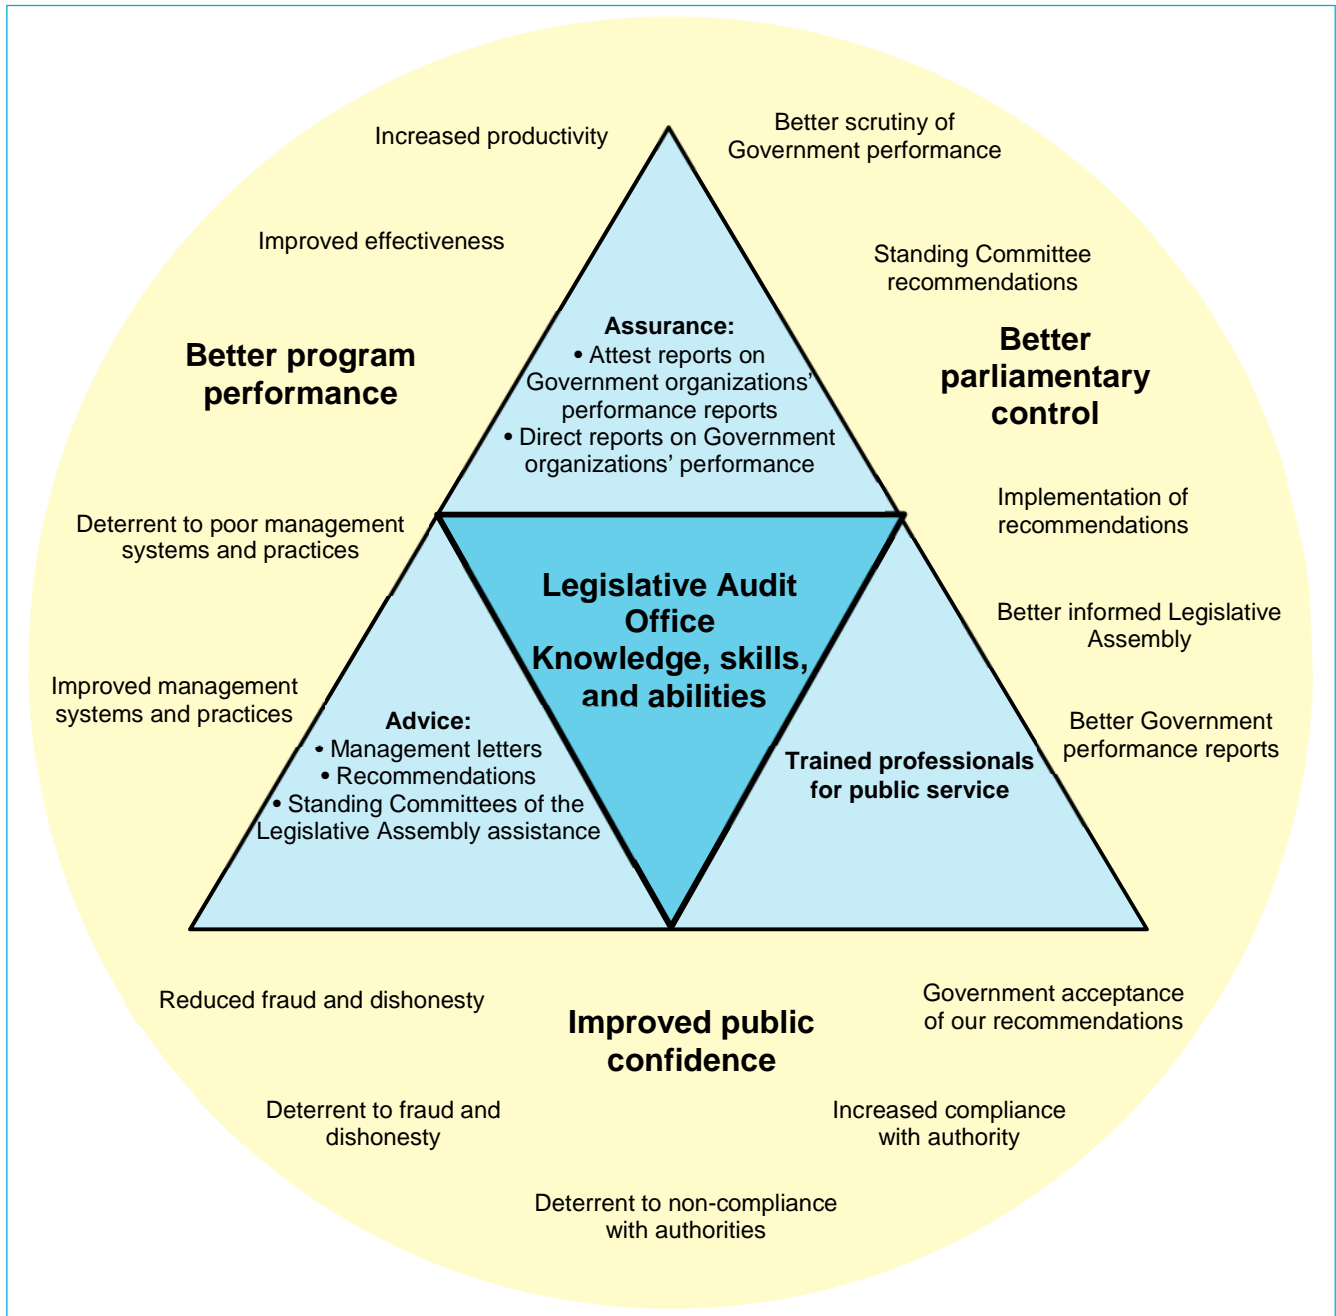 Increased productivity
Better scrutiny of
Government performance
Improved effectiveness
Standing Committee
recommendations
Better program
performance
Assurance:
• Attest reports on
Government organizations’
performance reports
• Direct reports on Government
organizations’ performance
Better
parliamentary
control
Deterrent to poor management
systems and practices
Implementation of
recommendations
Legislative Audit
Office
Knowledge, skills,
and abilities
Better informed Legislative
Assembly
Improved management
systems and practices
Advice:
• Management letters
• Recommendations
• Standing Committees of the
Legislative Assembly assistance
Trained professionals
for public service
Better Government
performance reports
Reduced fraud and dishonesty
Improved public
confidence
Government acceptance
of our recommendations
Deterrent to fraud and
dishonesty
Increased compliance
with authority
Deterrent to non-compliance
with authorities